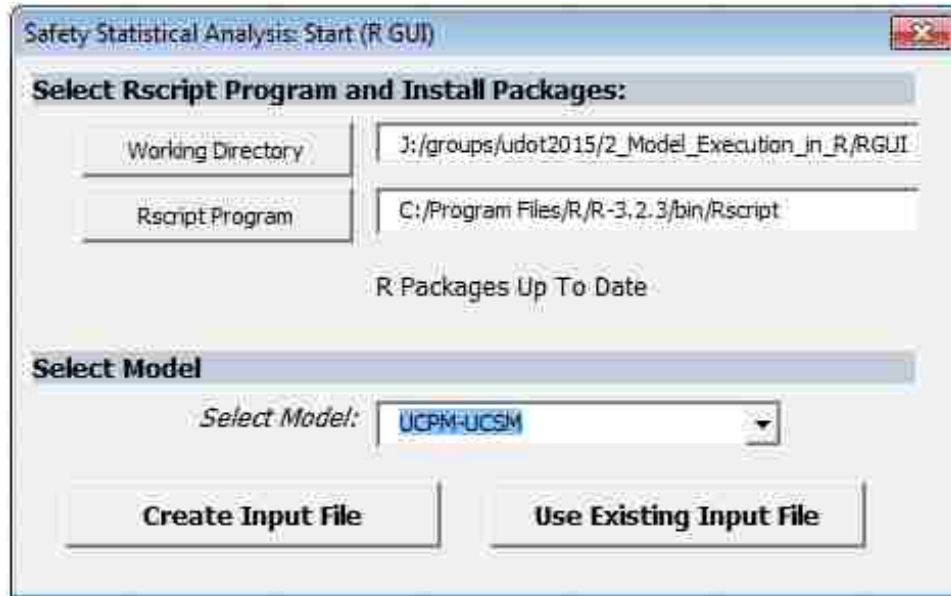 Safety Statistical Analysis: Start (R GUI)
Select Rscript Program and Install Packages:
Working Directory
J:/groups/udot2015/2_Model_Execution_in_R/RGUI
Rscript Program
C:/Program Files/R/R-3.2.3/bin/Rscript
R Packages Up To Date
Select Model
Select Model:
UCPM-UCSM
Create Input File
Use Existing Input File